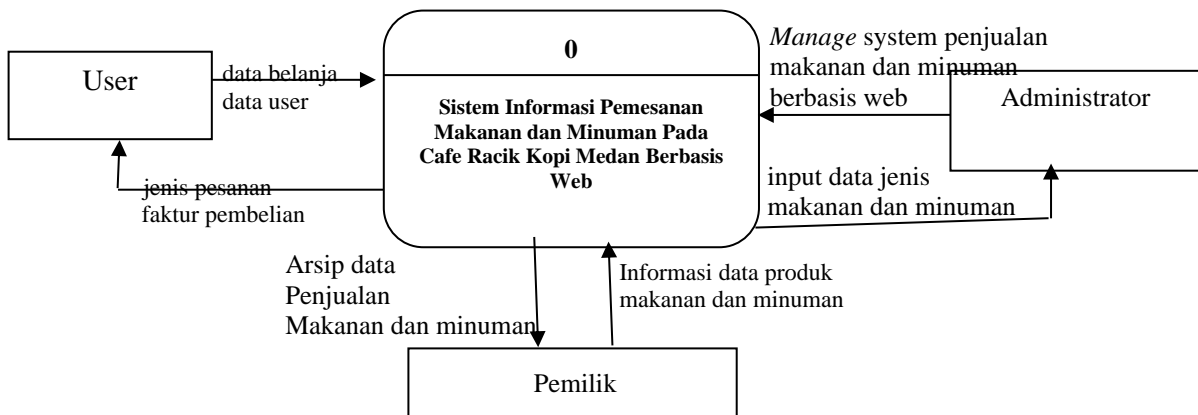 0
User
data belanja
data user
Sistem Informasi Pemesanan
Makanan dan Minuman Pada
Cafe Racik Kopi Medan Berbasis
Web
Manage system penjualan
makanan dan minuman
berbasis web
Administrator
jenis pesanan
faktur pembelian
input data jenis
makanan dan minuman
Arsip data
Penjualan
Makanan dan minuman
Informasi data produk
makanan dan minuman
Pemilik